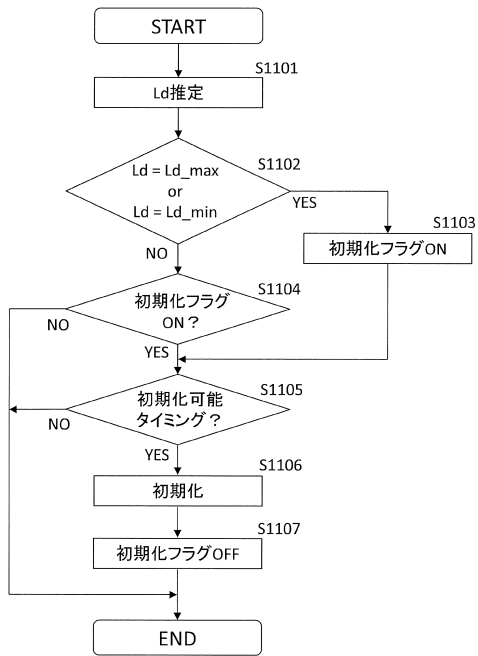 START
S1101
Ld推定
S1102
Ld = Ld_max
or
Ld = Ld_min
YES
NO
S1103
初期化フラグON
S1104
初期化フラグ
ON？
NO
YES
S1105
初期化可能
タイミング？
NO
YES
S1106
初期化
S1107
初期化フラグOFF
END